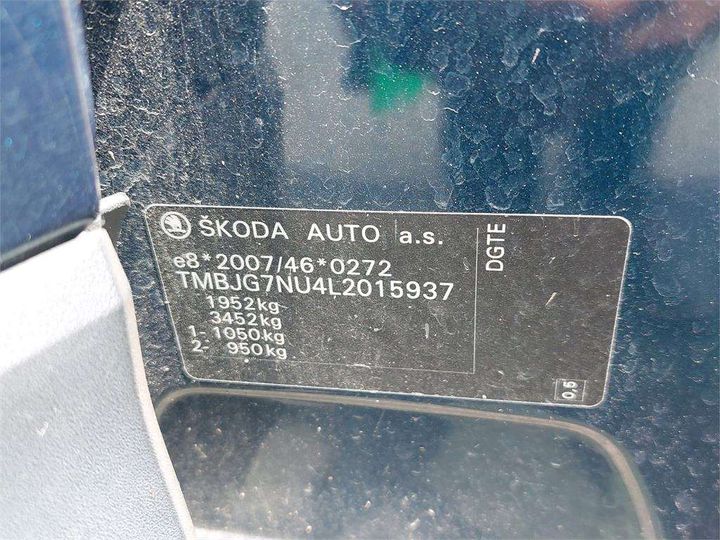 ŠKODA AUTO a.s.
e8*2007/46*0272
TMBJG7NU4L2015937
1952kg
3452kg
1- 1050kg
2- 950kg
DGTE
0,5